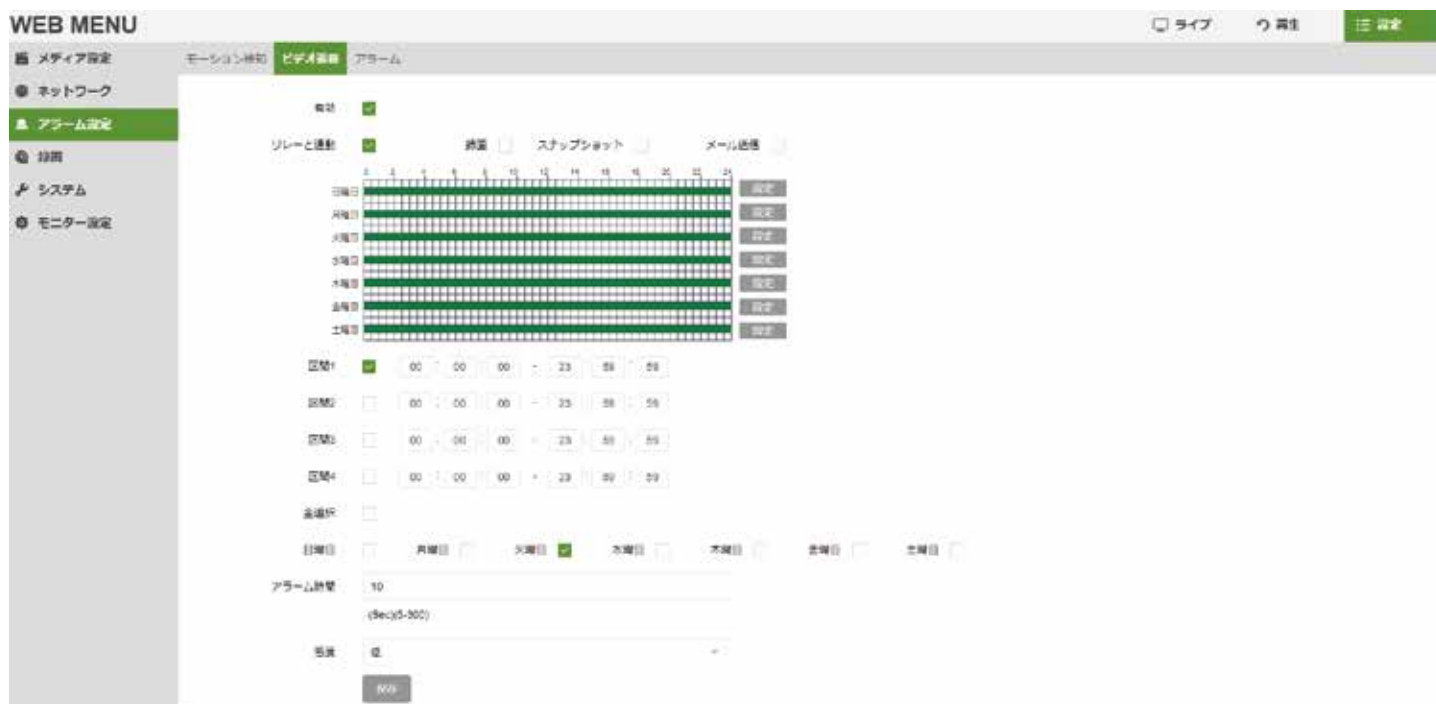 WEB MENU ライブ 再生 設定
メディア設定
ネットワーク
アラーム設定
録画
システム
モニター設定
モーション検知 ビデオ遮蔽 アラーム
有効
リレーと連動 録画 スナップショット メール送信
0 2 4 6 8 10 12 14 16 18 20 22 24
日曜日 設定
月曜日 設定
火曜日 設定
水曜日 設定
木曜日 設定
金曜日 設定
土曜日 設定
区間1 00 : 00 : 00 - 23 : 59 : 59
区間2 00 : 00 : 00 - 23 : 59 : 59
区間3 00 : 00 : 00 - 23 : 59 : 59
区間4 00 : 00 : 00 - 23 : 59 : 59
全選択
日曜日 月曜日 火曜日 水曜日 木曜日 金曜日 土曜日
アラーム時間 10
(Sec)(5-300)
感度 低
保存